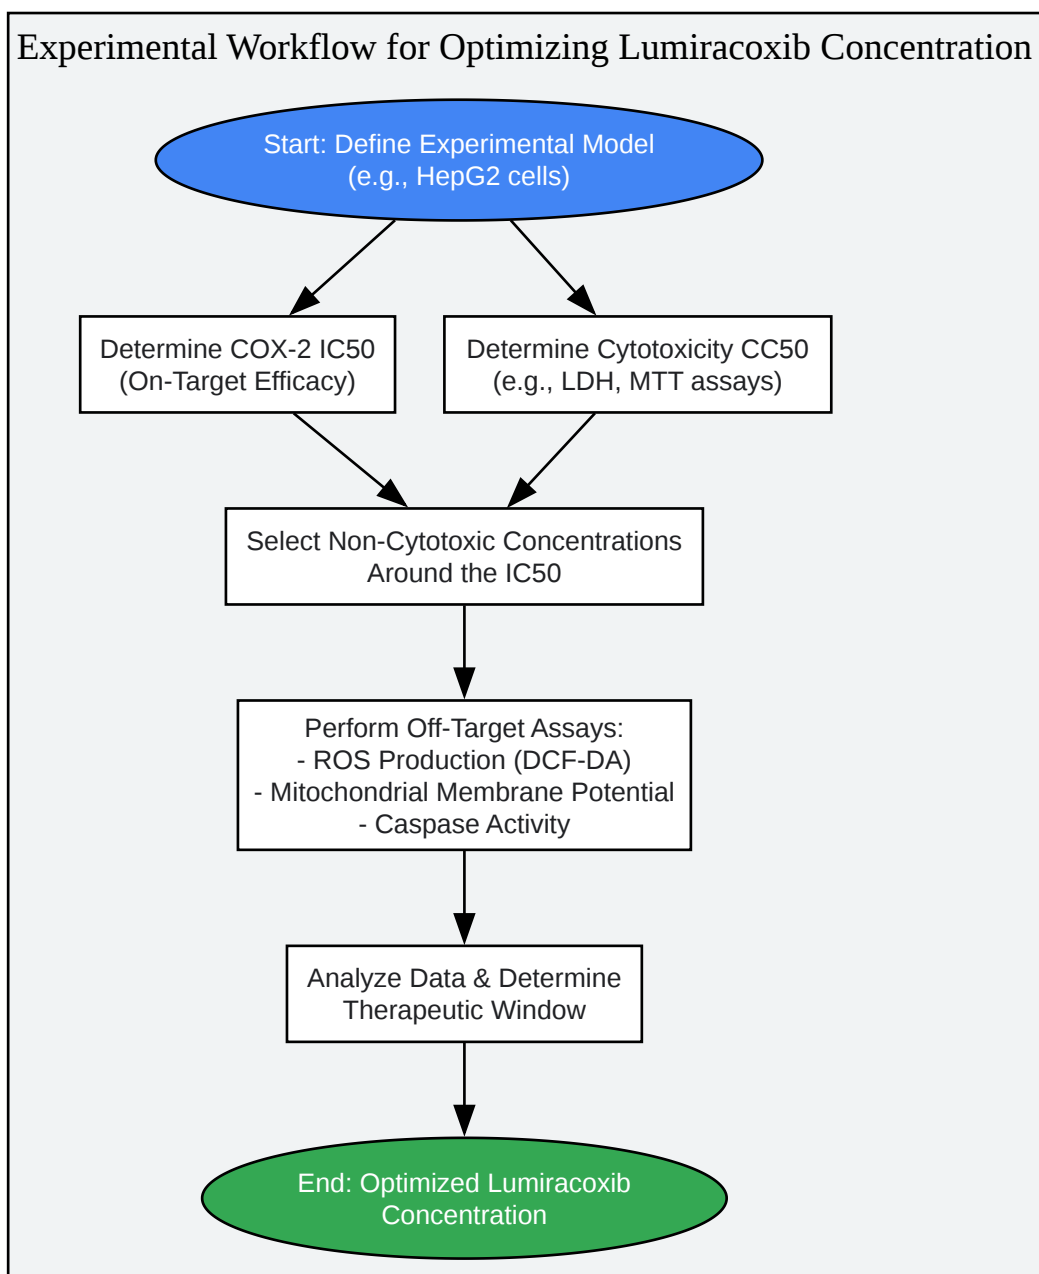 Experimental Workflow for Optimizing Lumiracoxib Concentration
Start: Define Experimental Model
(e.g., HepG2 cells)
Determine COX-2 IC50
(On-Target Efficacy)
Determine Cytotoxicity CC50
(e.g., LDH, MTT assays)
Select Non-Cytotoxic Concentrations
Around the IC50
Perform Off-Target Assays:
- ROS Production (DCF-DA)
- Mitochondrial Membrane Potential
- Caspase Activity
Analyze Data & Determine
Therapeutic Window
End: Optimized Lumiracoxib
Concentration